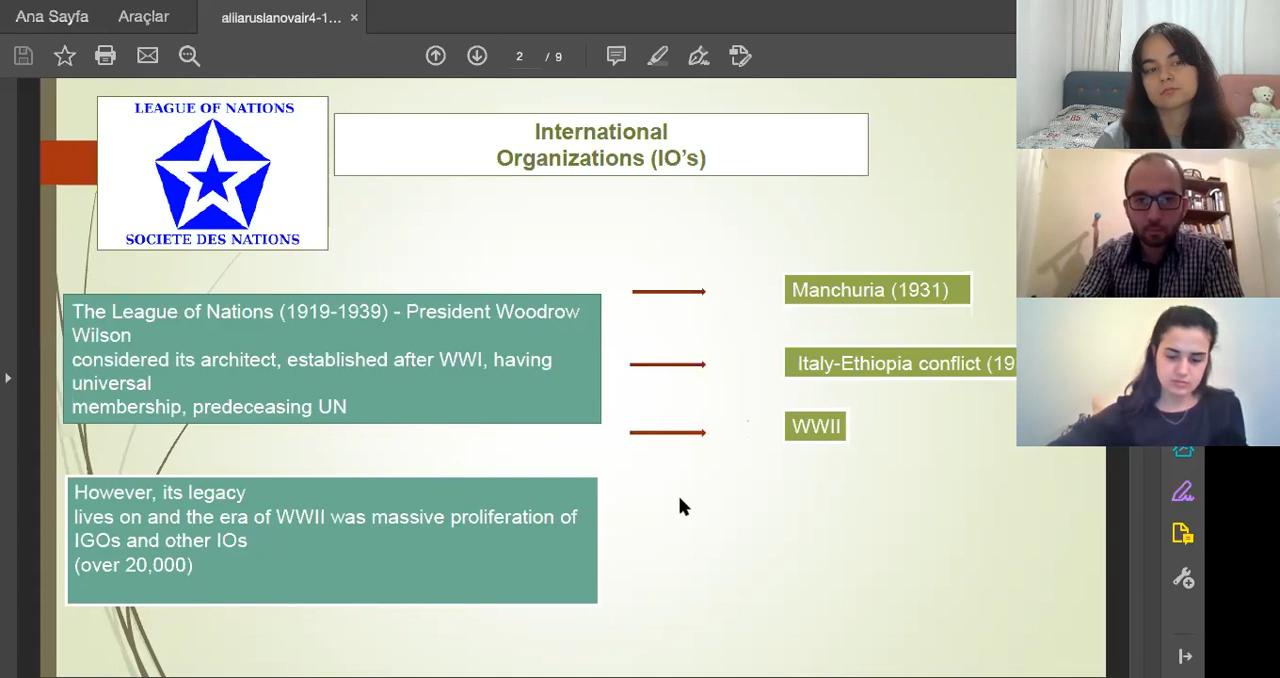 Ana Sayfa
Araçlar
aliiaruslanovair4-1...
2 / 9
LEAGUE OF NATIONS
SOCIETE DES NATIONS
International
Organizations (IO's)
The League of Nations (1919-1939) - President Woodrow
Wilson
considered its architect, established after WWI, having
universal
membership, predeceasing UN
Manchuria (1931)
Italy-Ethiopia conflict (19
WWII
However, its legacy
lives on and the era of WWII was massive proliferation of
IGOs and other IOs
(over 20,000)